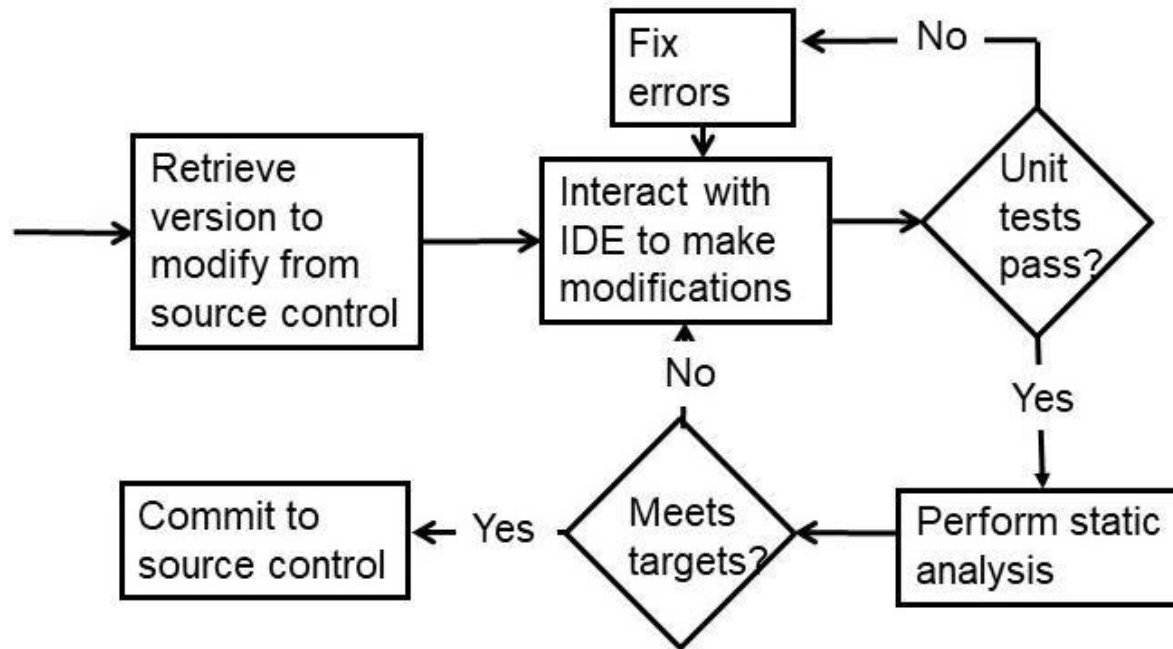 Fix
errors
No
Retrieve
version to
modify from
source control
Interact with
IDE to make
modifications
Unit
tests
pass?
No
Yes
Commit to
source control
Yes
Meets
targets?
Perform static
analysis